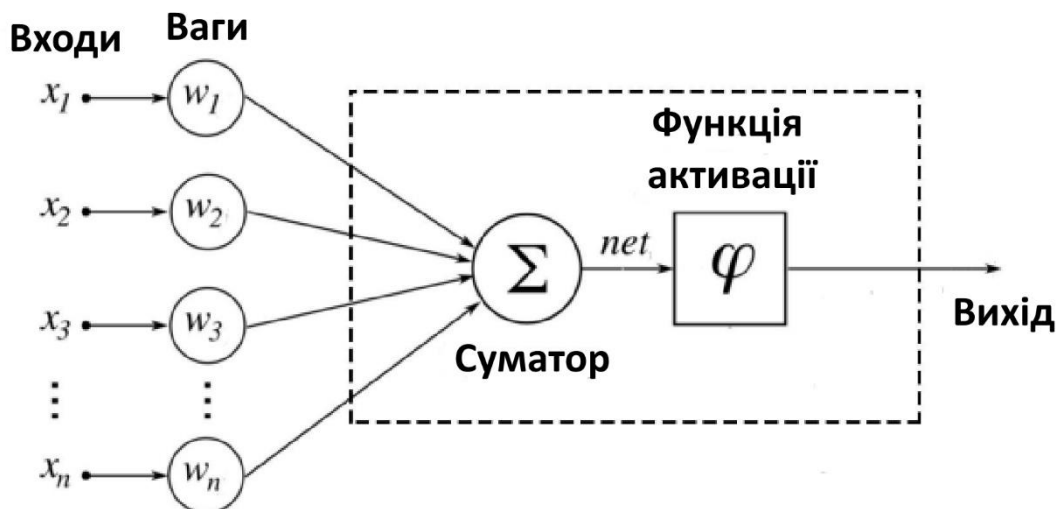 Входи
Ваги
x1
w1
x2
w2
x3
w3
xn
wn
Σ
Суматор
net
Функція
активації
φ
Вихід